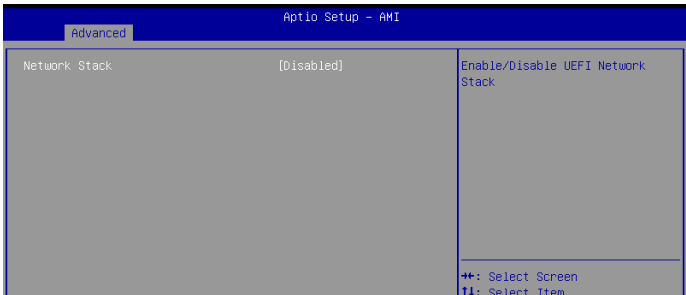 Aptio Setup – AMI
Advanced
Network Stack [Disabled]
Enable/Disable UEFI Network
Stack
→←: Select Screen
↑↓: Select Item